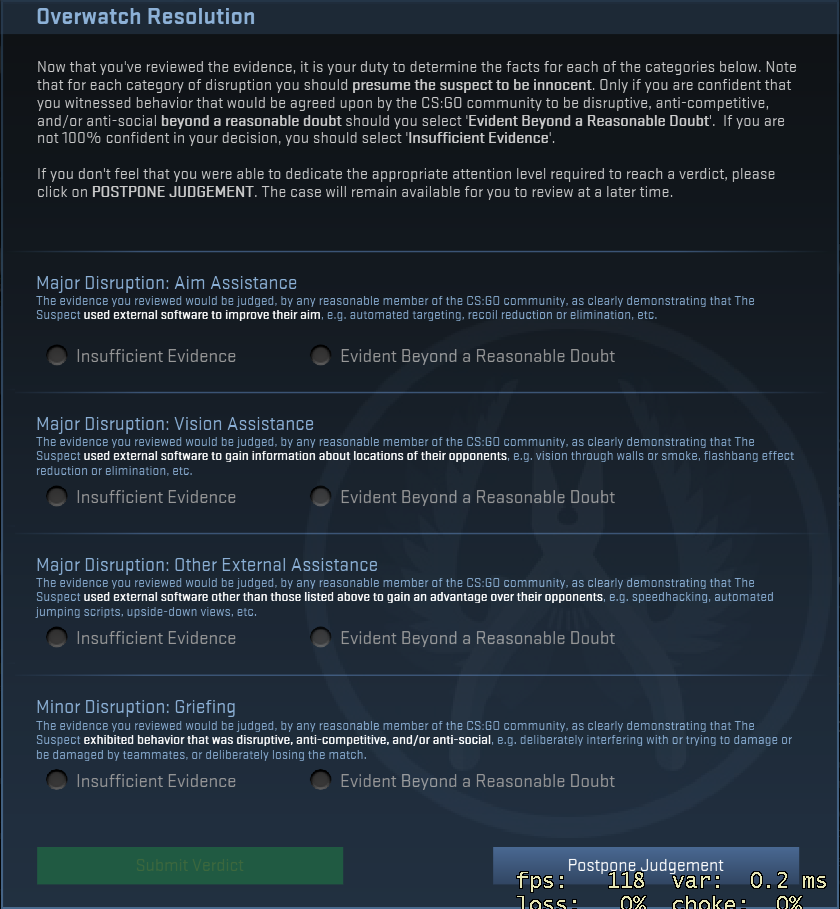 Overwatch Resolution
Now that you've reviewed the evidence, it is your duty to determine the facts for each of the categories below. Note
that for each category of disruption you should presume the suspect to be innocent. Only if you are confident that
you witnessed behavior that would be agreed upon by the CS:GO community to be disruptive, anti-competitive,
and/or anti-social beyond a reasonable doubt should you select 'Evident Beyond a Reasonable Doubt'. If you are
not 100% confident in your decision, you should select 'Insufficient Evidence'.
If you don't feel that you were able to dedicate the appropriate attention level required to reach a verdict, please
click on POSTPONE JUDGEMENT. The case will remain available for you to review at a later time.
Major Disruption: Aim Assistance
The evidence you reviewed would be judged, by any reasonable member of the CS:GO community, as clearly demonstrating that The
Suspect used external software to improve their aim, e.g. automated targeting, recoil reduction or elimination, etc.
Insufficient Evidence Evident Beyond a Reasonable Doubt
Major Disruption: Vision Assistance
The evidence you reviewed would be judged, by any reasonable member of the CS:GO community, as clearly demonstrating that The
Suspect used external software to gain information about locations of their opponents, e.g. vision through walls or smoke, flashbang effect
reduction or elimination, etc.
Insufficient Evidence Evident Beyond a Reasonable Doubt
Major Disruption: Other External Assistance
The evidence you reviewed would be judged, by any reasonable member of the CS:GO community, as clearly demonstrating that The
Suspect used external software other than those listed above to gain an advantage over their opponents, e.g. speedhacking, automated
jumping scripts, upside-down views, etc.
Insufficient Evidence Evident Beyond a Reasonable Doubt
Minor Disruption: Griefing
The evidence you reviewed would be judged, by any reasonable member of the CS:GO community, as clearly demonstrating that The
Suspect exhibited behavior that was disruptive, anti-competitive, and/or anti-social, e.g. deliberately interfering with or trying to damage or
be damaged by teammates, or deliberately losing the match.
Insufficient Evidence Evident Beyond a Reasonable Doubt
Submit Verdict Postpone Judgement
fps: 118 var: 0.2 ms
loss: 0% choke: 0%